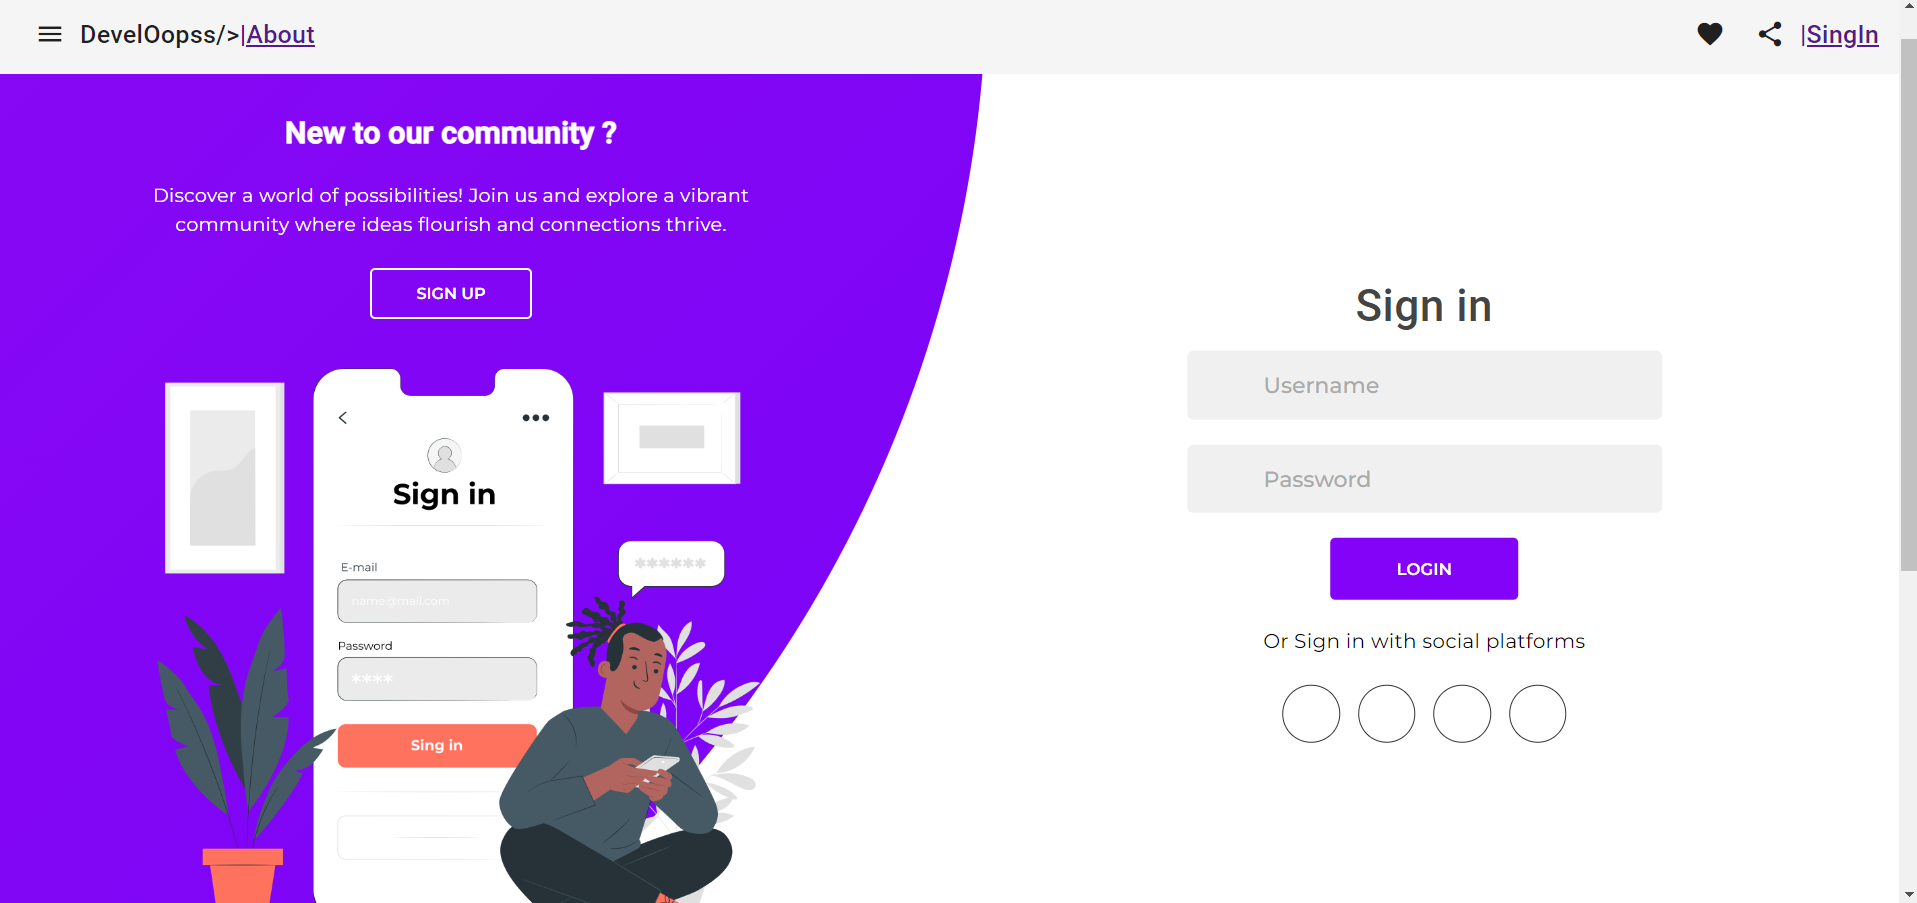 DevelOopss/>|About
|SingIn
New to our community ?
Discover a world of possibilities! Join us and explore a vibrant
community where ideas flourish and connections thrive.
SIGN UP
Sign in
E-mail
name@mail.com
Password
****
Sing in
******
Sign in
Username
Password
LOGIN
Or Sign in with social platforms